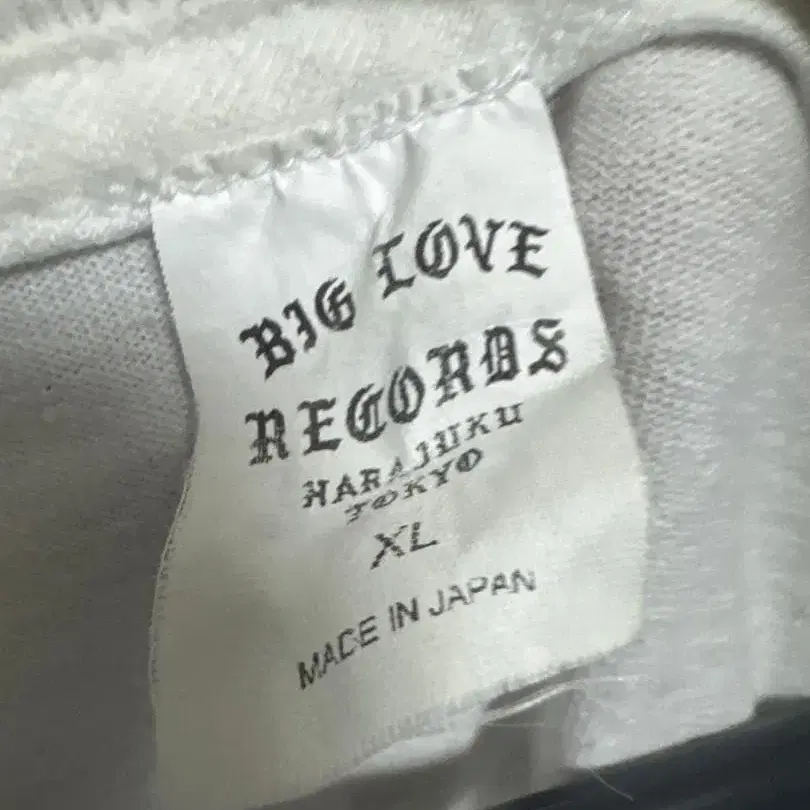 BIG LOVE
RECORDS
HARAJUKU
TOKYO
XL
MADE IN JAPAN